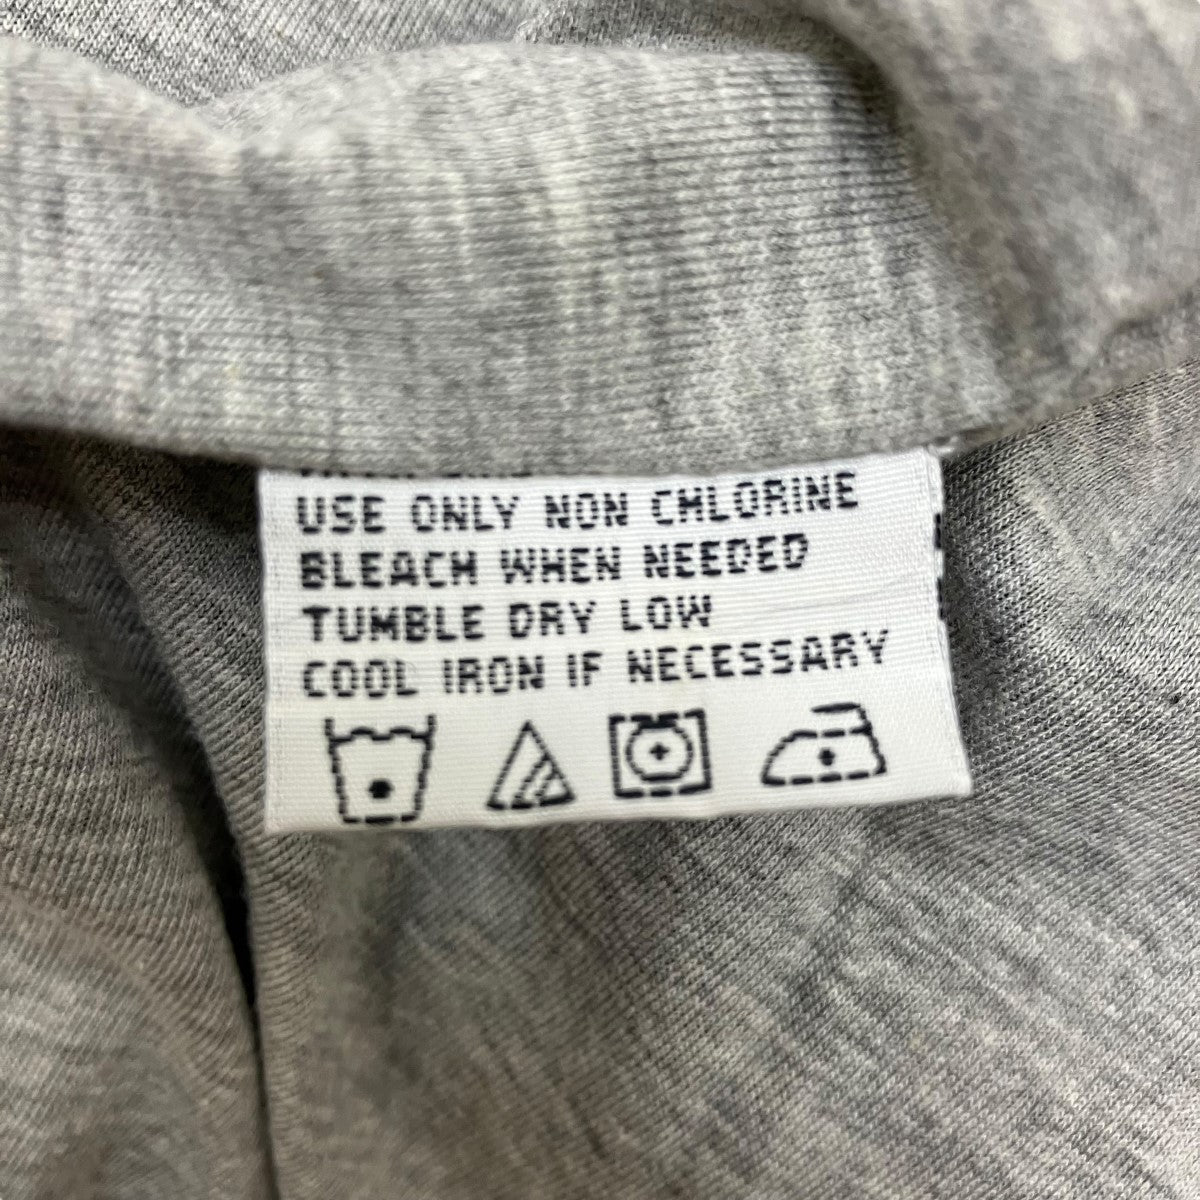 USE ONLY NON CHLORINE
BLEACH WHEN NEEDED
TUMBLE DRY LOW
COOL IRON IF NECESSARY